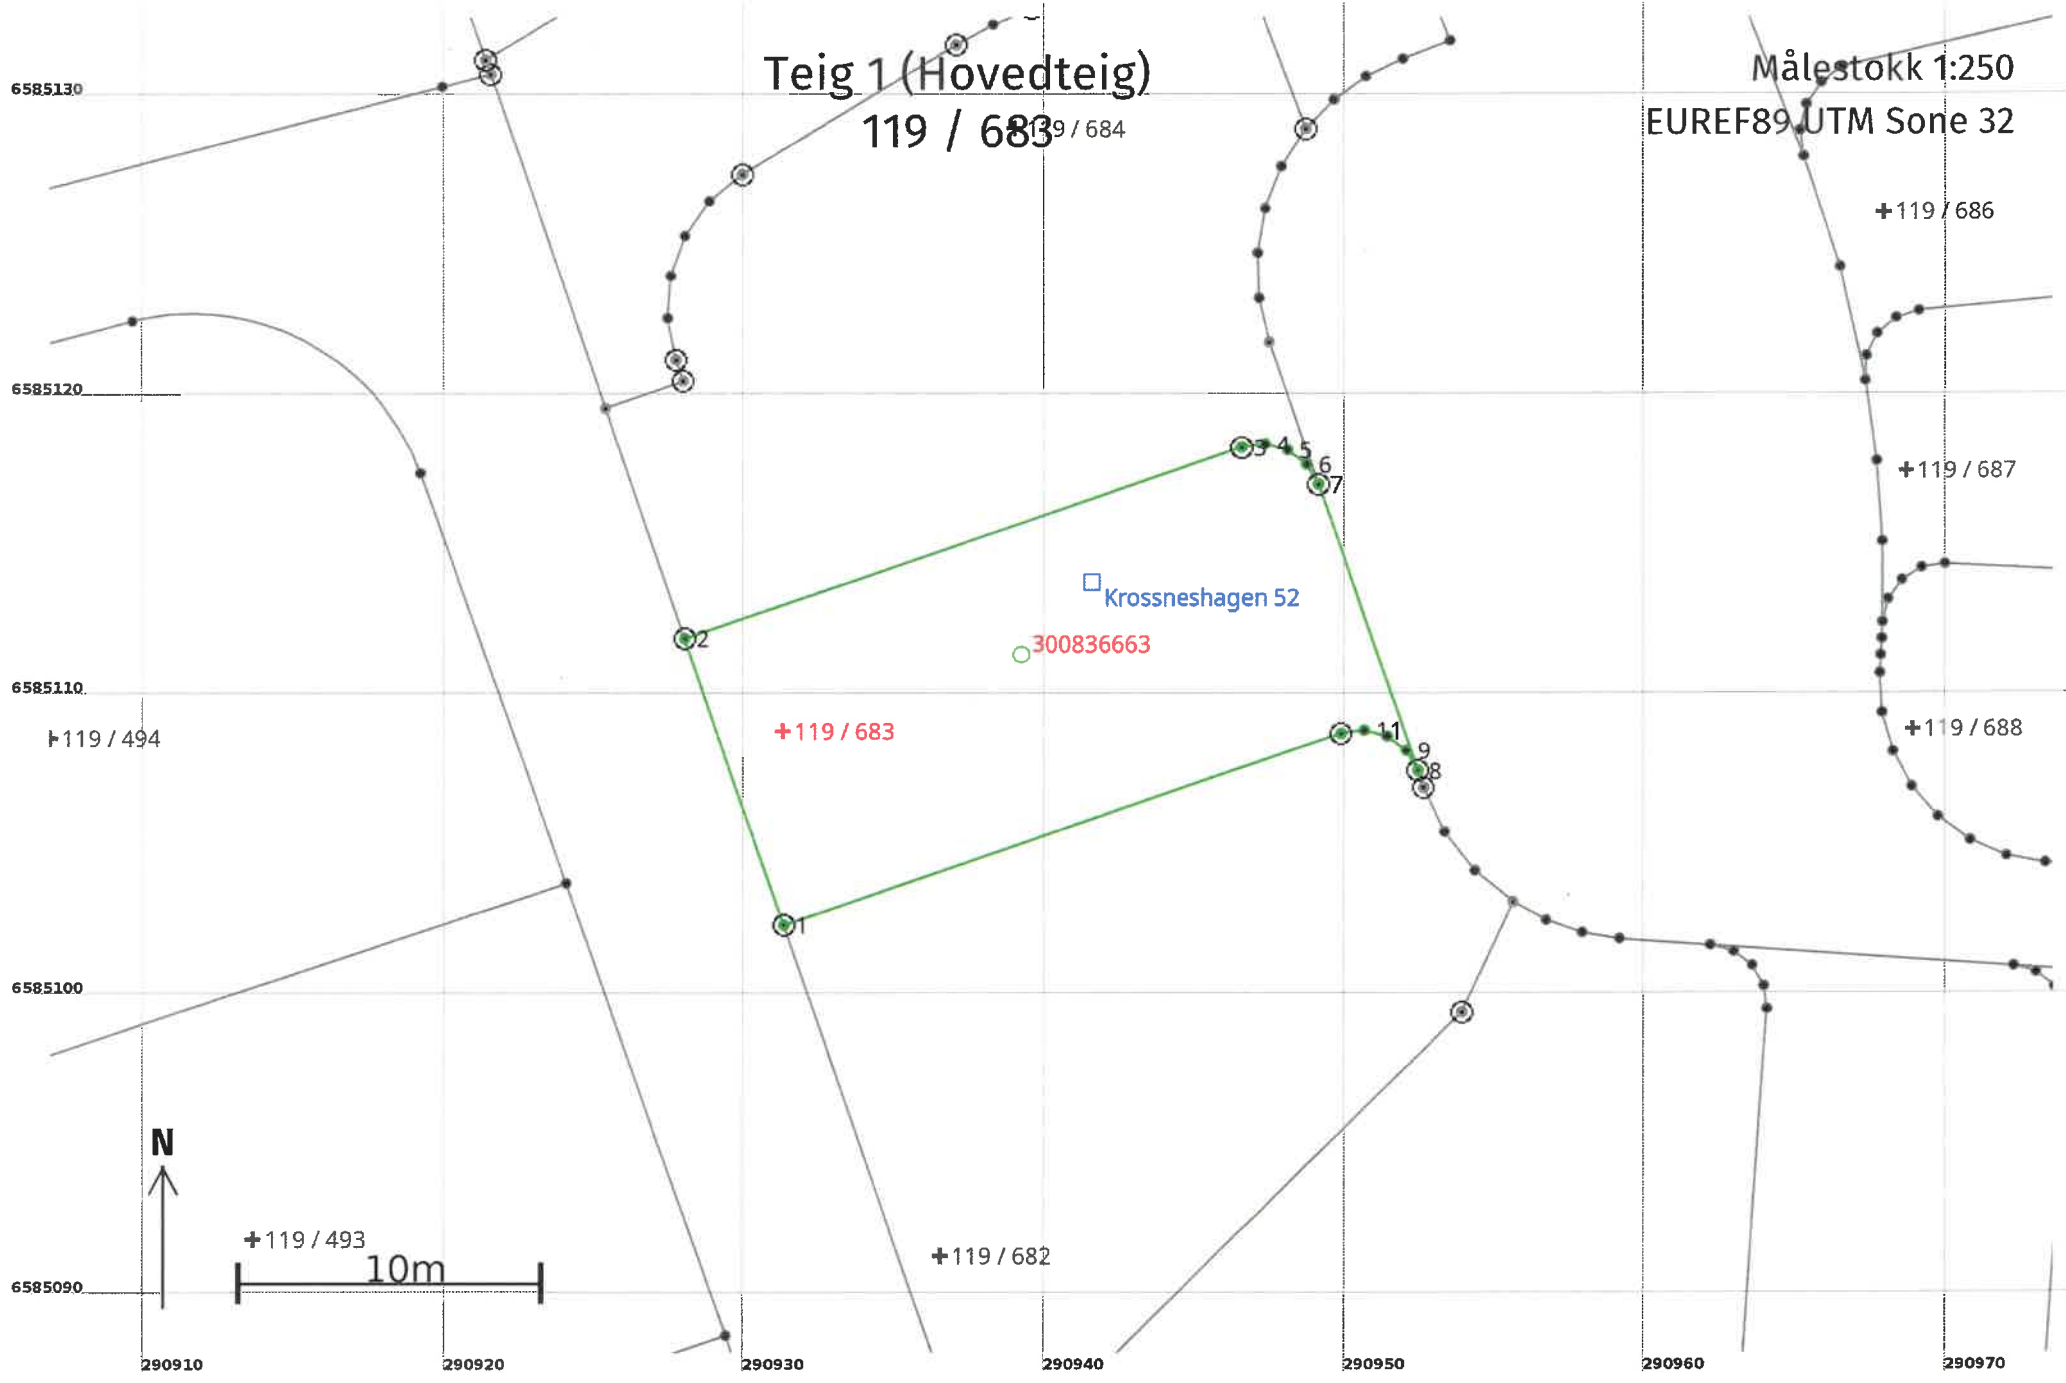 Teig 1 (Hovedteig)
119 / 683
Målestokk 1:250
EUREF89 UTM Sone 32
6585130
119 / 684
+119 / 686
6585120
3 4 5 6 7
+119 / 687
Krossneshagen 52
2
300836663
6585110
119 / 494
+119 / 683
11 9 8
+119 / 688
1
6585100
N
+119 / 493
10m
+119 / 682
6585090
290910 290920 290930 290940 290950 290960 290970